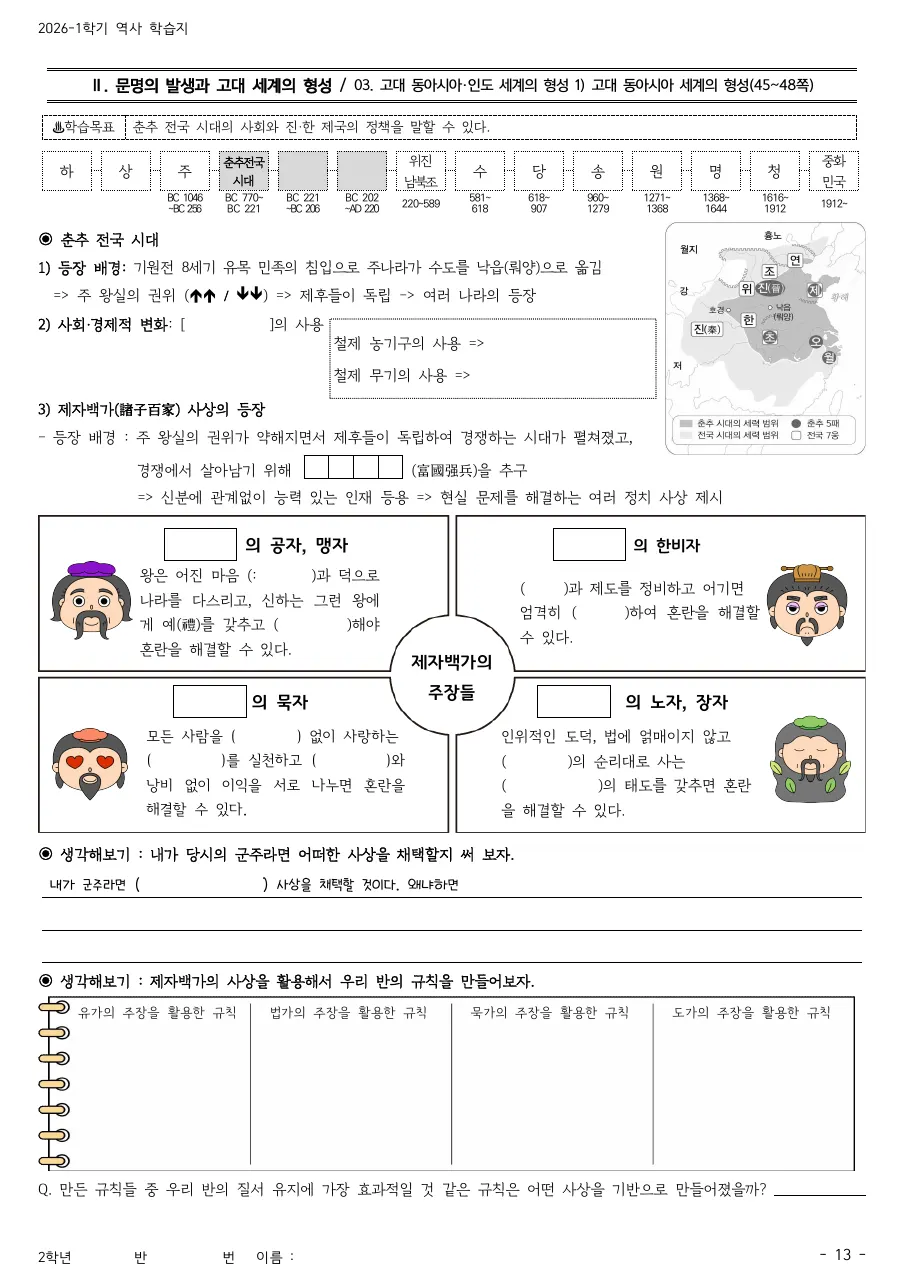 2026-1학기 역사 학습지
Ⅱ. 문명의 발생과 고대 세계의 형성 / 03. 고대 동아시아·인도 세계의 형성 1) 고대 동아시아 세계의 형성(45~48쪽)
♨학습목표 춘추 전국 시대의 사회와 진·한 제국의 정책을 말할 수 있다.
하 상 주 춘추전국 시대 위진 남북조 수 당 송 원 명 청 중화 민국
BC 1046 ~BC 256 BC 770~ BC 221 BC 221 ~BC 206 BC 202 ~AD 220 220~589 581~ 618 618~ 907 960~ 1279 1271~ 1368 1368~ 1644 1616~ 1912 1912~
◉ 춘추 전국 시대
1) 등장 배경: 기원전 8세기 유목 민족의 침입으로 주나라가 수도를 낙읍(뤄양)으로 옮김
=> 주 왕실의 권위 (🡹🡹 / 🡻🡻) => 제후들이 독립 -> 여러 나라의 등장
2) 사회·경제적 변화: [ ]의 사용
철제 농기구의 사용 =>
철제 무기의 사용 =>
흉노
월지
연
조
위 진(晉) 제
황해
강
호경 낙읍
(뤄양)
한
진(秦)
초 오
월
저
춘추 시대의 세력 범위 춘추 5패
전국 시대의 세력 범위 전국 7웅
3) 제자백가(諸子百家) 사상의 등장
- 등장 배경 : 주 왕실의 권위가 약해지면서 제후들이 독립하여 경쟁하는 시대가 펼쳐졌고,
경쟁에서 살아남기 위해 (富國强兵)을 추구
=> 신분에 관계없이 능력 있는 인재 등용 => 현실 문제를 해결하는 여러 정치 사상 제시
의 공자, 맹자
왕은 어진 마음 (: )과 덕으로
나라를 다스리고, 신하는 그런 왕에
게 예(禮)를 갖추고 ( )해야
혼란을 해결할 수 있다.
의 한비자
( )과 제도를 정비하고 어기면
엄격히 ( )하여 혼란을 해결할
수 있다.
제자백가의
주장들
의 묵자
모든 사람을 ( ) 없이 사랑하는
( )를 실천하고 ( )와
낭비 없이 이익을 서로 나누면 혼란을
해결할 수 있다.
의 노자, 장자
인위적인 도덕, 법에 얽매이지 않고
( )의 순리대로 사는
( )의 태도를 갖추면 혼란
을 해결할 수 있다.
◉ 생각해보기 : 내가 당시의 군주라면 어떠한 사상을 채택할지 써 보자.
내가 군주라면 ( ) 사상을 채택할 것이다. 왜냐하면
◉ 생각해보기 : 제자백가의 사상을 활용해서 우리 반의 규칙을 만들어보자.
유가의 주장을 활용한 규칙 법가의 주장을 활용한 규칙 묵가의 주장을 활용한 규칙 도가의 주장을 활용한 규칙
Q. 만든 규칙들 중 우리 반의 질서 유지에 가장 효과적일 것 같은 규칙은 어떤 사상을 기반으로 만들어졌을까?
2학년 반 번 이름 :
- 13 -